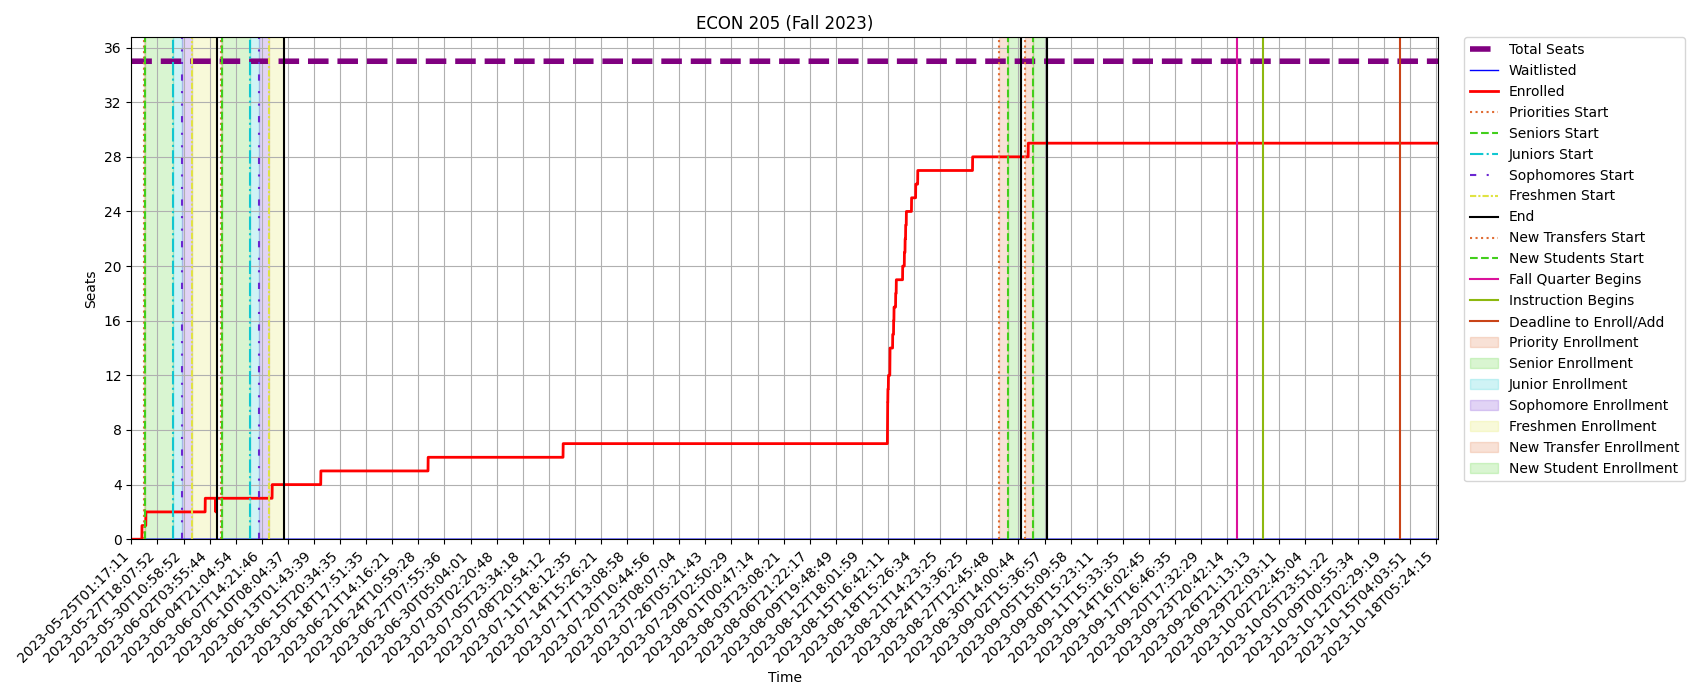 ECON 205 (Fall 2023)
36
32
28
24
20
16
12
8
4
0
Seats
2023-05-25T01:17:11
2023-05-27T18:07:52
2023-05-30T10:58:52
2023-06-02T03:55:44
2023-06-04T21:04:54
2023-06-07T14:21:46
2023-06-10T08:04:37
2023-06-13T01:43:39
2023-06-15T20:34:35
2023-06-18T17:51:35
2023-06-21T14:16:21
2023-06-24T10:59:28
2023-06-27T07:55:36
2023-06-30T05:04:01
2023-07-03T02:20:48
2023-07-05T23:34:18
2023-07-08T20:54:12
2023-07-11T18:12:35
2023-07-14T15:26:21
2023-07-17T13:08:58
2023-07-20T10:44:56
2023-07-23T08:07:04
2023-07-26T05:21:43
2023-07-29T02:50:29
2023-08-01T00:47:14
2023-08-03T23:08:21
2023-08-06T21:22:17
2023-08-09T19:48:49
2023-08-12T18:01:59
2023-08-15T16:42:11
2023-08-18T15:26:34
2023-08-21T14:23:25
2023-08-24T13:36:25
2023-08-27T12:45:48
2023-08-30T14:00:44
2023-09-02T15:36:57
2023-09-05T15:09:58
2023-09-08T15:23:11
2023-09-11T15:33:35
2023-09-14T16:02:45
2023-09-17T16:46:35
2023-09-20T17:32:29
2023-09-23T20:42:14
2023-09-26T21:13:13
2023-09-29T22:03:11
2023-10-02T22:45:04
2023-10-05T23:51:22
2023-10-09T00:55:34
2023-10-12T02:29:19
2023-10-15T04:03:51
2023-10-18T05:24:15
Time
Total Seats
Waitlisted
Enrolled
Priorities Start
Seniors Start
Juniors Start
Sophomores Start
Freshmen Start
End
New Transfers Start
New Students Start
Fall Quarter Begins
Instruction Begins
Deadline to Enroll/Add
Priority Enrollment
Senior Enrollment
Junior Enrollment
Sophomore Enrollment
Freshmen Enrollment
New Transfer Enrollment
New Student Enrollment